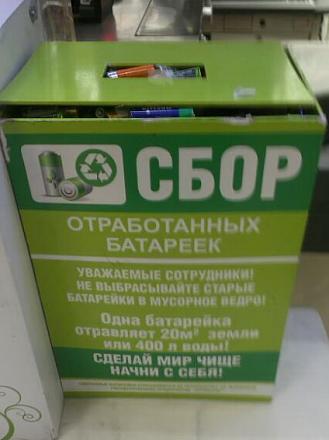 СБОР
ОТРАБОТАННЫХ
БАТАРЕЕК
УВАЖАЕМЫЕ СОТРУДНИКИ!
НЕ ВЫБРАСЫВАЙТЕ СТАРЫЕ
БАТАРЕЙКИ В МУСОРНОЕ ВЕДРО!
Одна батарейка
отравляет 20м² земли
или 400 л воды!
СДЕЛАЙ МИР ЧИЩЕ
НАЧНИ С СЕБЯ!